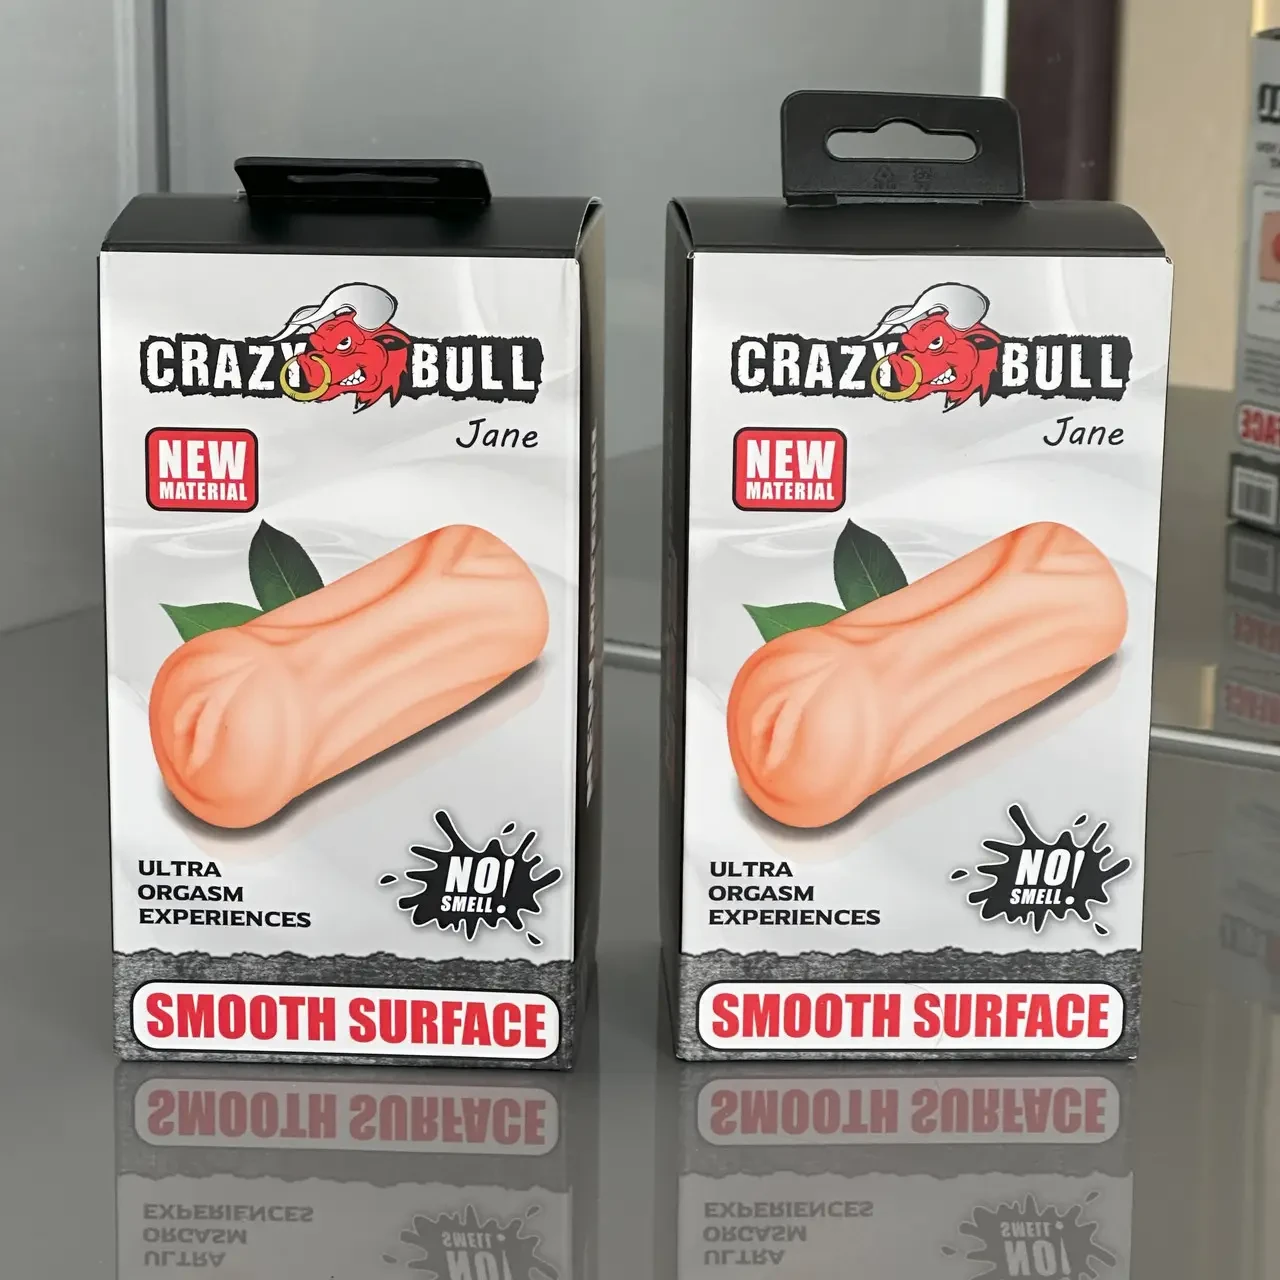 CRAZY BULL
Jane
NEW
MATERIAL
ULTRA
ORGASM
EXPERIENCES
NO!
SMELL
SMOOTH SURFACE
CRAZY BULL
Jane
NEW
MATERIAL
ULTRA
ORGASM
EXPERIENCES
NO!
SMELL
SMOOTH SURFACE